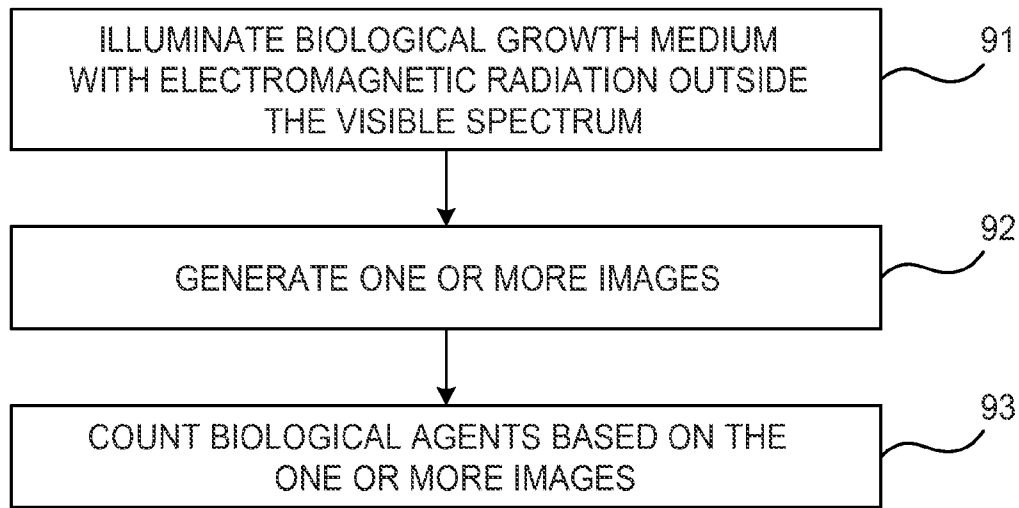 ILLUMINATE BIOLOGICAL GROWTH MEDIUM
WITH ELECTROMAGNETIC RADIATION OUTSIDE
THE VISIBLE SPECTRUM
91
GENERATE ONE OR MORE IMAGES
92
COUNT BIOLOGICAL AGENTS BASED ON THE
ONE OR MORE IMAGES
93